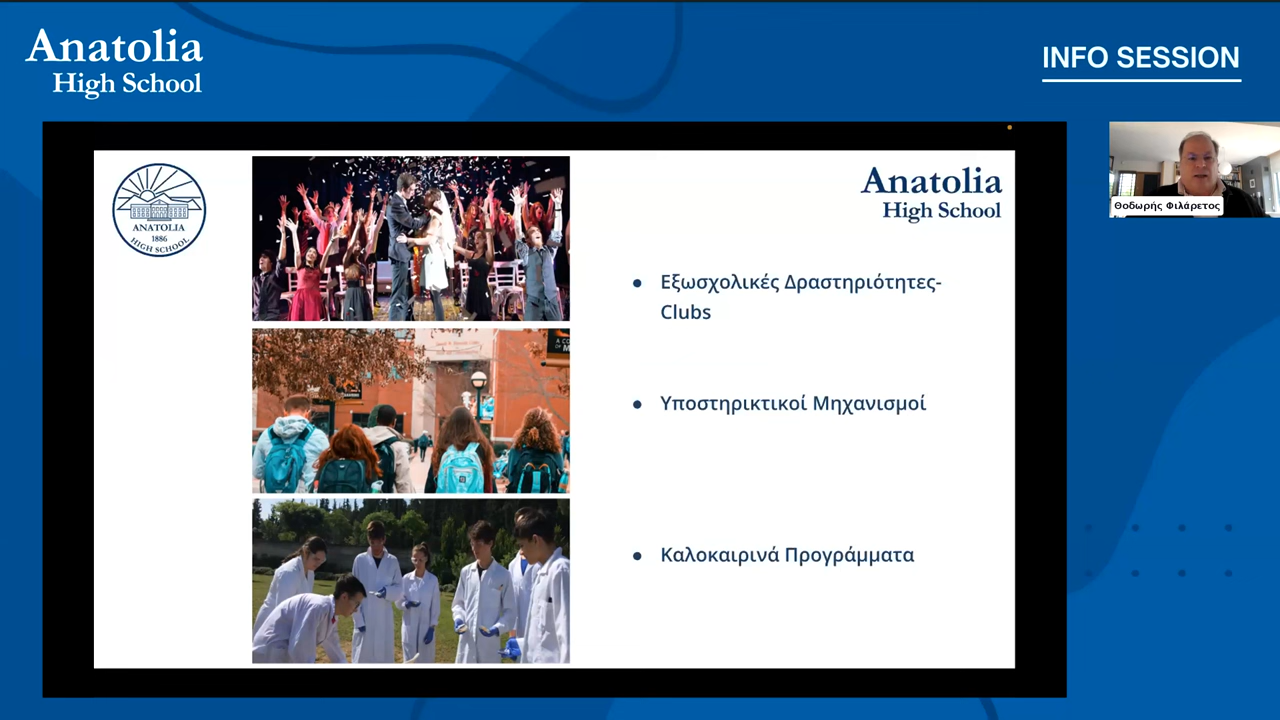 Anatolia
High School
INFO SESSION
ANATOLIA
1886
HIGH SCHOOL
Anatolia
High School
Θοδωρής Φιλάρετος
● Εξωσχολικές Δραστηριότητες-
Clubs
● Υποστηρικτικοί Μηχανισμοί
● Καλοκαιρινά Προγράμματα